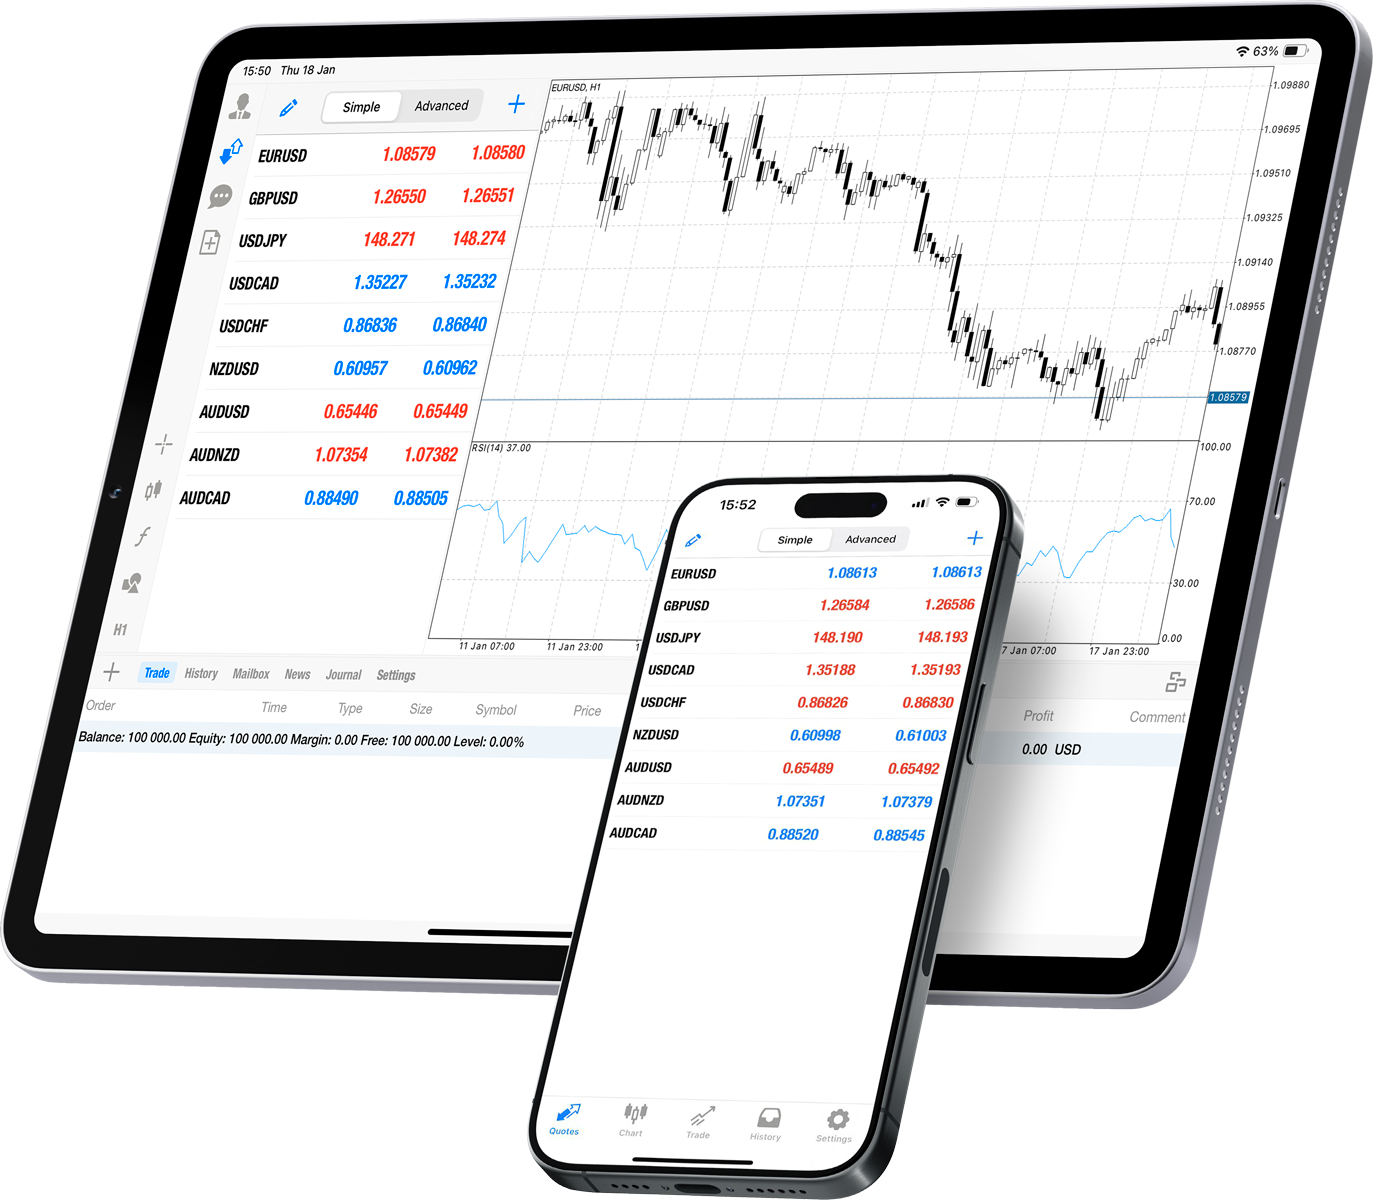 15:50 Thu 18 Jan
63%
Simple Advanced
EURUSD 1.08579 1.08580
GBPUSD 1.26550 1.26551
USDJPY 148.271 148.274
USDCAD 1.35227 1.35232
USDCHF 0.86836 0.86840
NZDUSD 0.60957 0.60962
AUDUSD 0.65446 0.65449
AUDNZD 1.07354 1.07382
AUDCAD 0.88490 0.88505
H1
EURUSD, H1
1.09880
1.09695
1.09510
1.09325
1.09140
1.08955
1.08770
1.08579
RSI(14) 37.00
100.00
70.00
30.00
0.00
11 Jan 07:00 11 Jan 23:00 7 Jan 07:00 17 Jan 23:00
Trade History Mailbox News Journal Settings
Order Time Type Size Symbol Price Profit Comment
Balance: 100 000.00 Equity: 100 000.00 Margin: 0.00 Free: 100 000.00 Level: 0.00% 0.00 USD
15:52
Simple Advanced
EURUSD 1.08613 1.08613
GBPUSD 1.26584 1.26586
USDJPY 148.190 148.193
USDCAD 1.35188 1.35193
USDCHF 0.86826 0.86830
NZDUSD 0.60998 0.61003
AUDUSD 0.65489 0.65492
AUDNZD 1.07351 1.07379
AUDCAD 0.88520 0.88545
Quotes Chart Trade History Settings